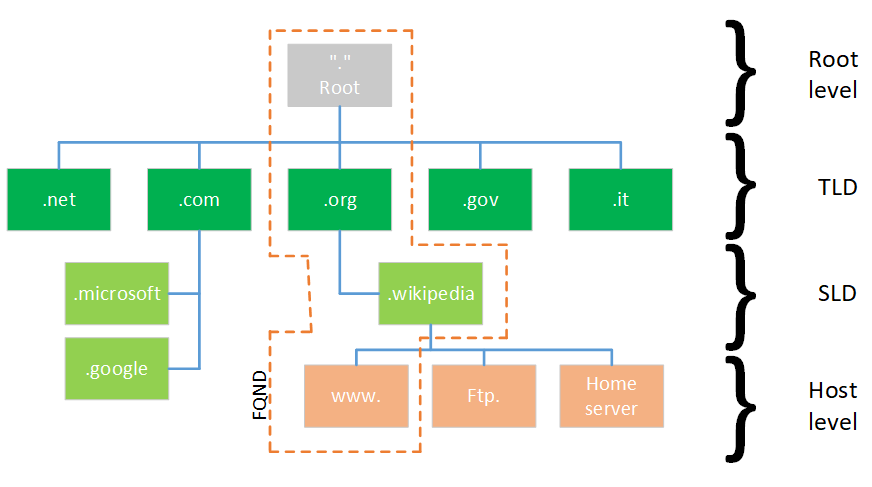 "."
Root
Root
level
.net
.com
.org
.gov
.it
TLD
.microsoft
.wikipedia
SLD
.google
FQND
www.
Ftp.
Home
server
Host
level